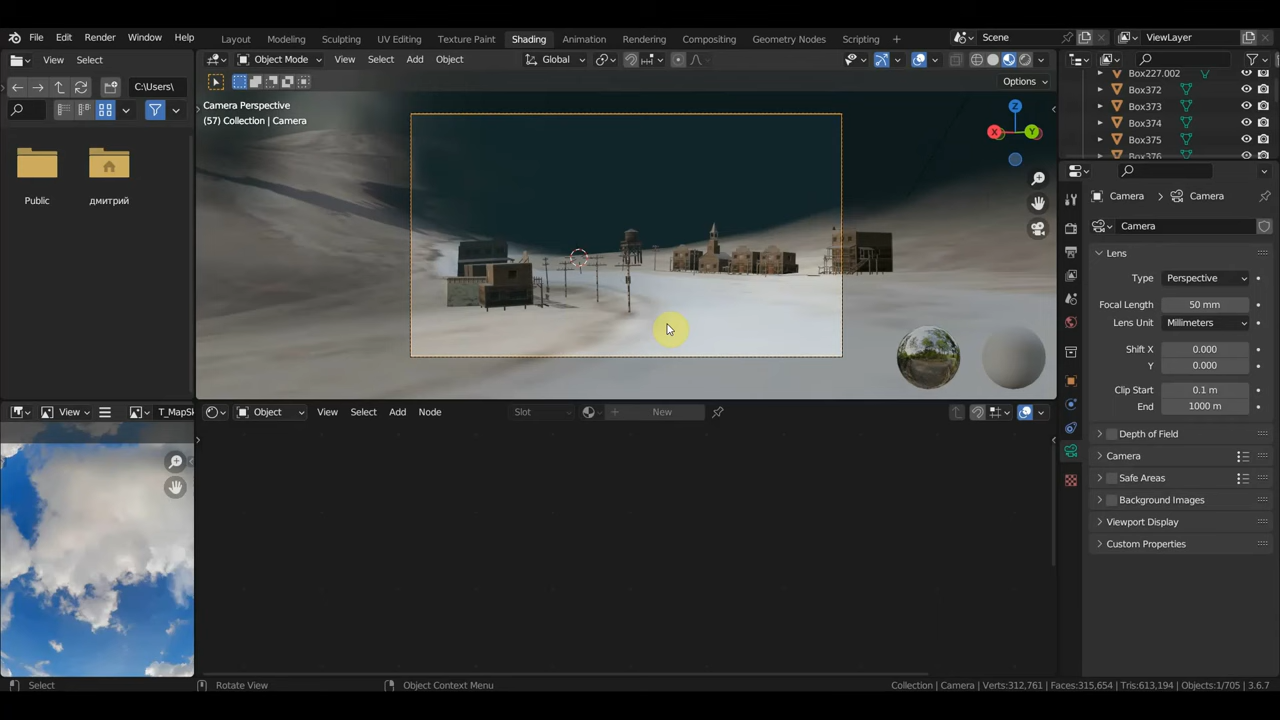 File Edit Render Window Help
Layout Modeling Sculpting UV Editing Texture Paint Shading Animation Rendering Compositing Geometry Nodes Scripting +
Scene
ViewLayer
View Select
Object Mode View Select Add Object
Global
C:\Users\
Options
Camera Perspective
(57) Collection | Camera
X Y Z
Public
дмитрий
Box227.002
Box372
Box373
Box374
Box375
Box376
Camera > Camera
Camera
Lens
Type Perspective
Focal Length 50 mm
Lens Unit Millimeters
Shift X 0.000
Y 0.000
Clip Start 0.1 m
End 1000 m
Depth of Field
Camera
Safe Areas
Background Images
Viewport Display
Custom Properties
View
T_MapSk
Object View Select Add Node
Slot
New
Select
Rotate View
Object Context Menu
Collection | Camera | Verts:312,761 | Faces:315,654 | Tris:613,194 | Objects:1/705 | 3.6.7